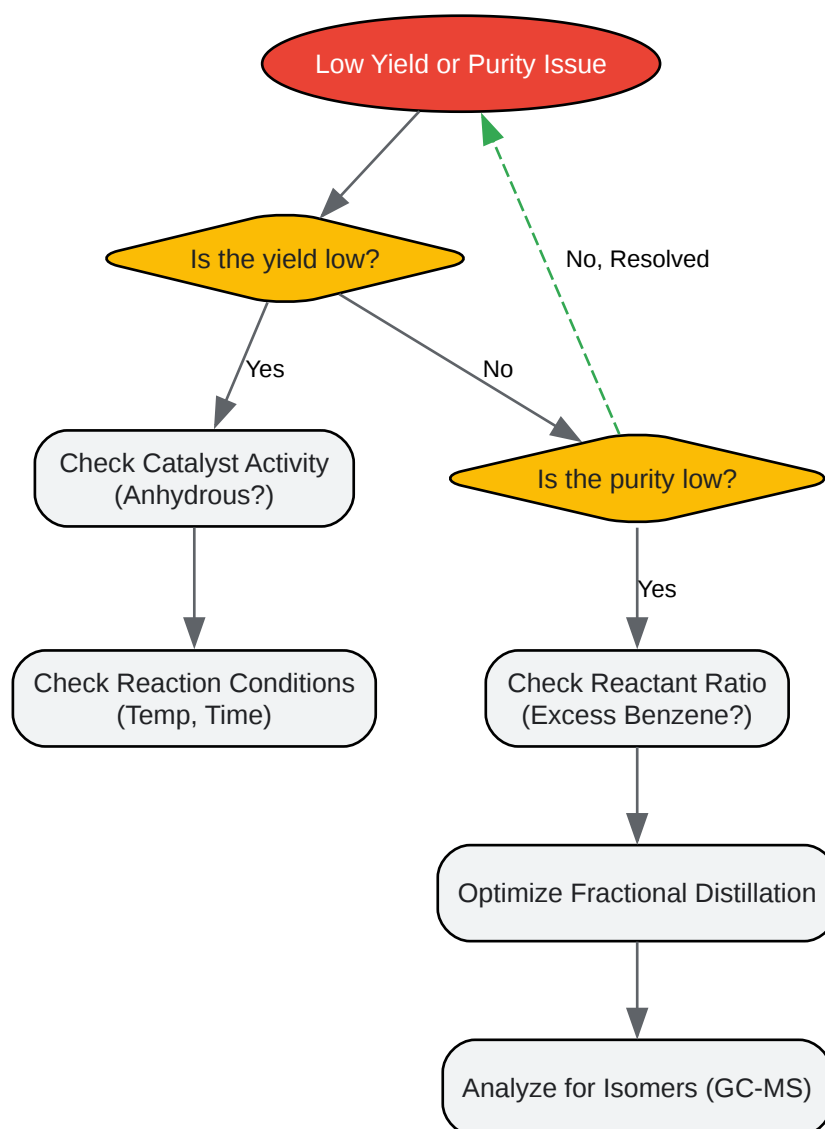 Low Yield or Purity Issue
Is the yield low?
No, Resolved
Yes
No
Check Catalyst Activity
(Anhydrous?)
Is the purity low?
Yes
Check Reaction Conditions
(Temp, Time)
Check Reactant Ratio
(Excess Benzene?)
Optimize Fractional Distillation
Analyze for Isomers (GC-MS)